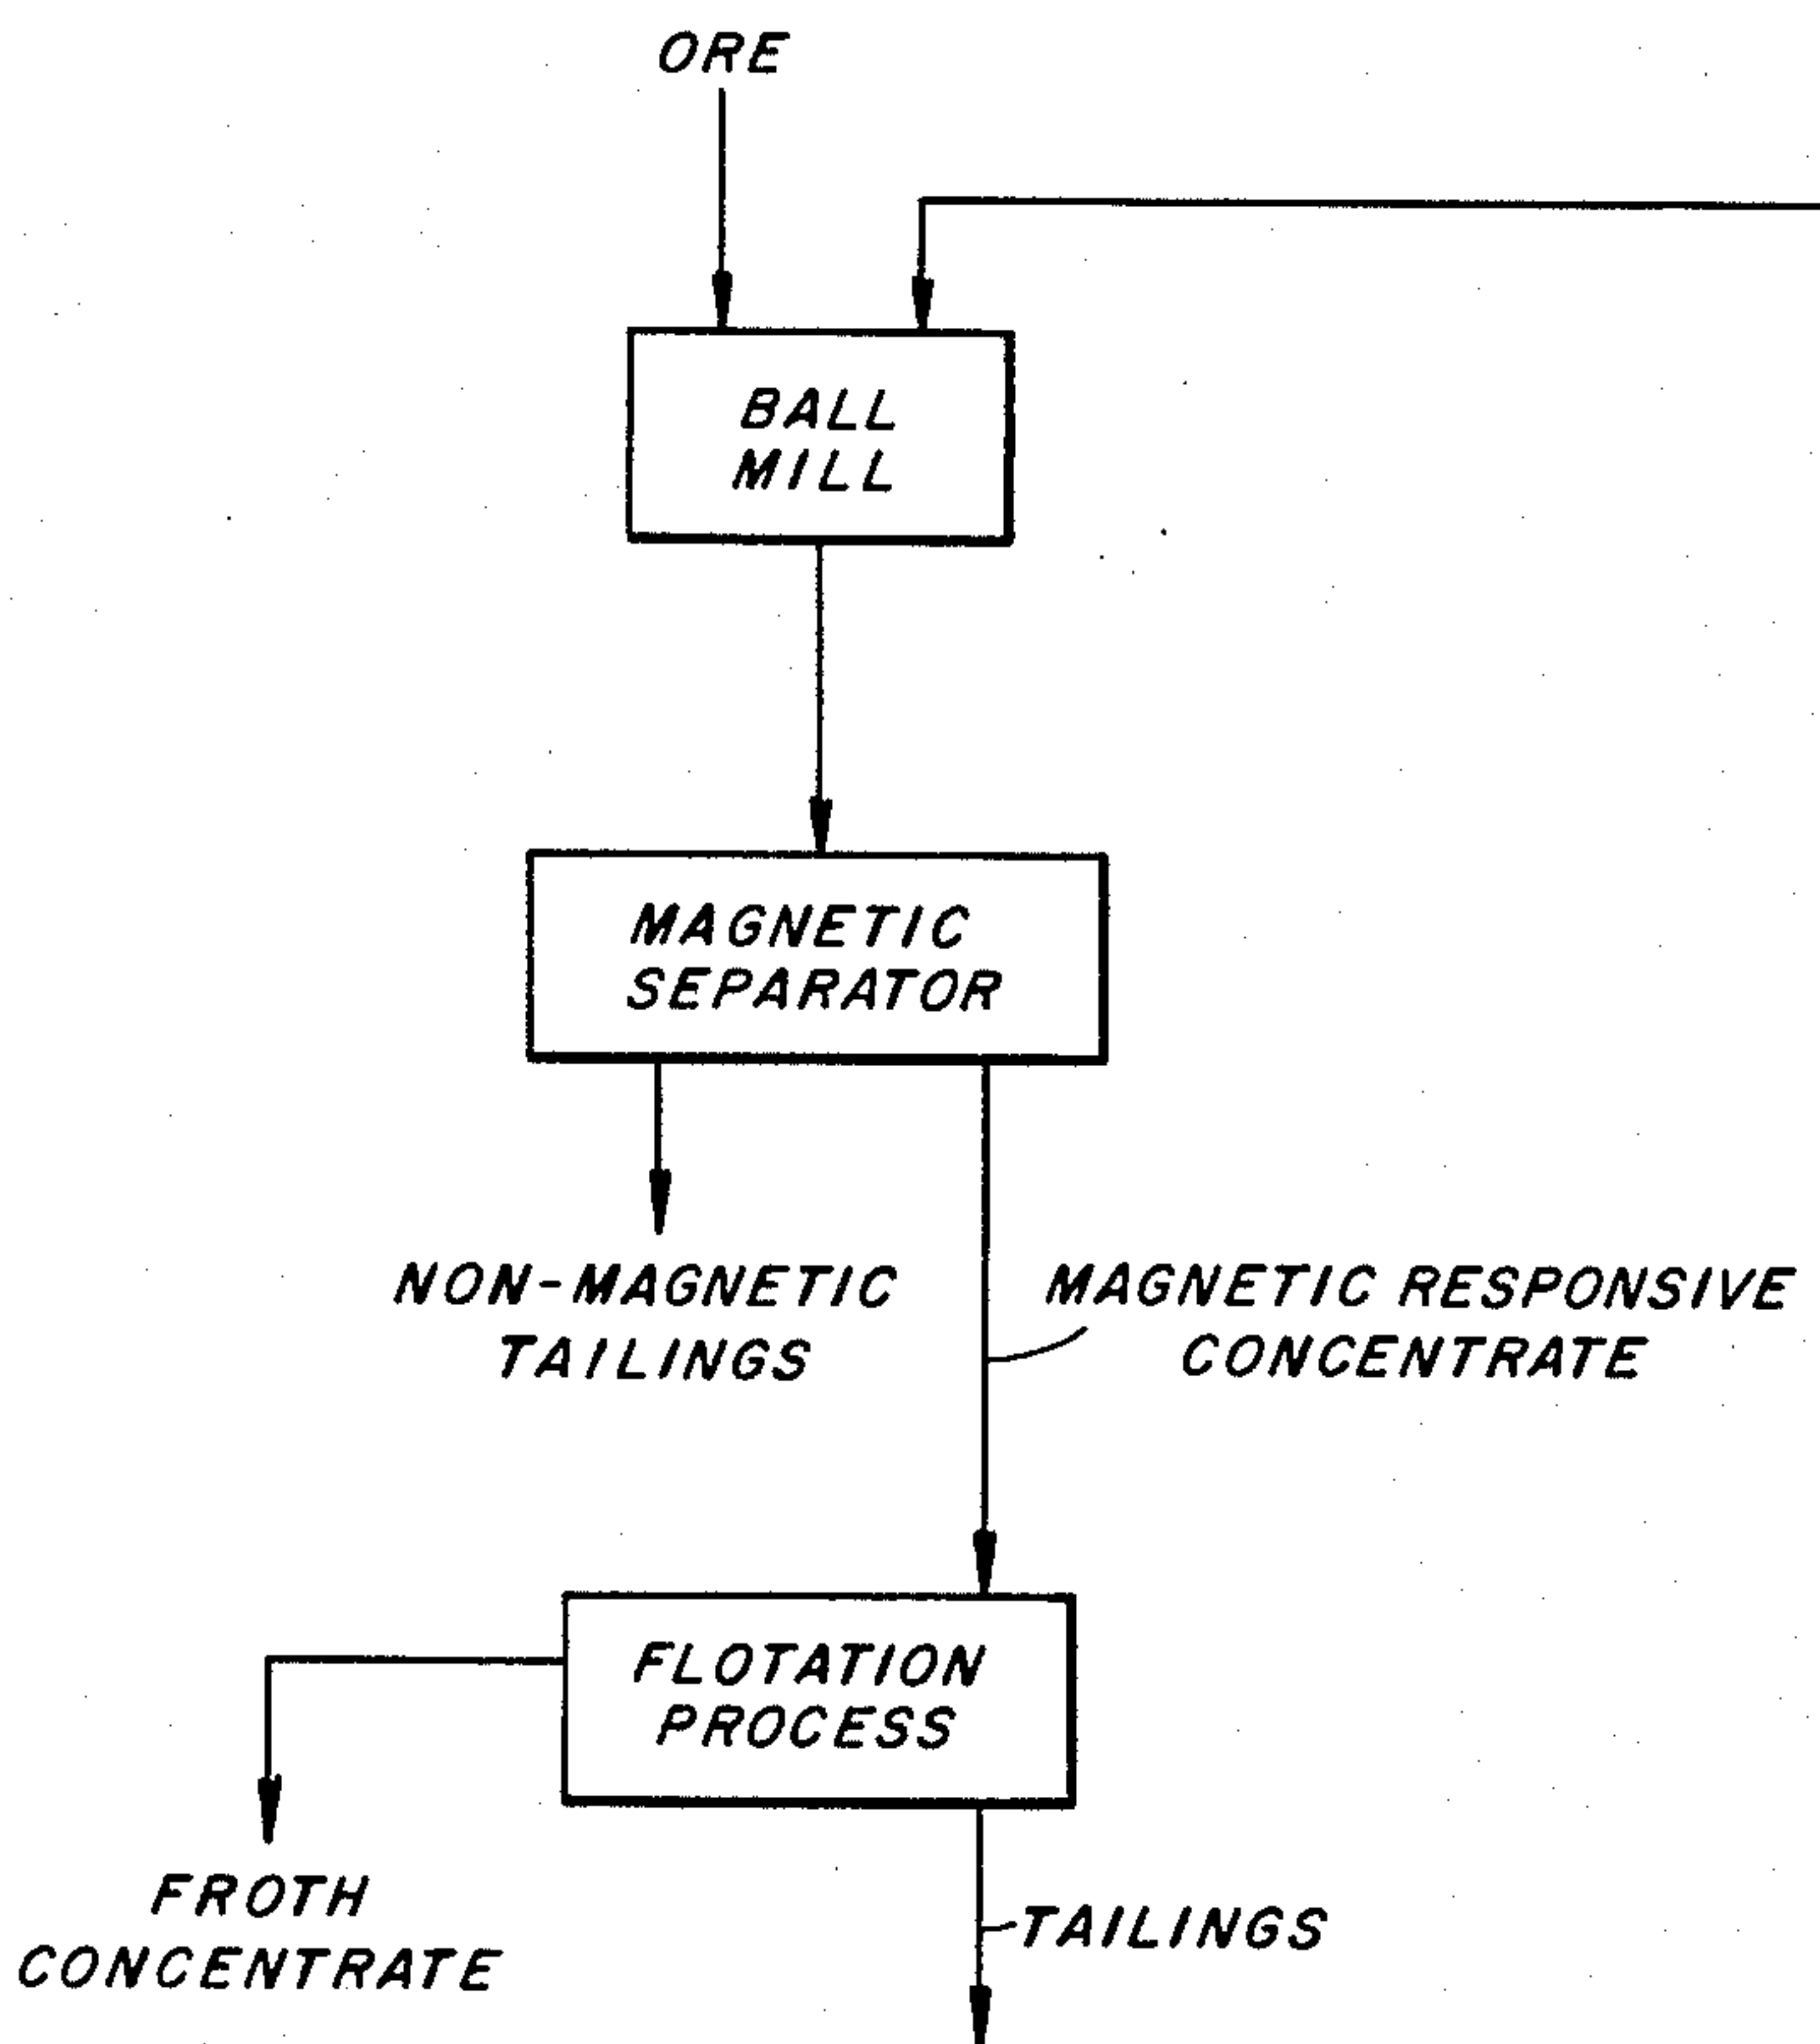 ORE
BALL
MILL
MAGNETIC
SEPARATOR
NON-MAGNETIC
TAILINGS
MAGNETIC RESPONSIVE
CONCENTRATE
FLOTATION
PROCESS
FROTH
CONCENTRATE
TAILINGS